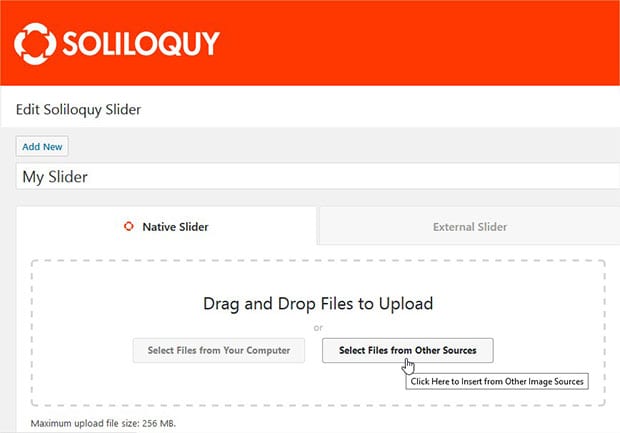 SOLILOQUY
Edit Soliloquy Slider
Add New
My Slider
Native Slider
External Slider
Drag and Drop Files to Upload
or
Select Files from Your Computer
Select Files from Other Sources
Click Here to Insert from Other Image Sources
Maximum upload file size: 256 MB.